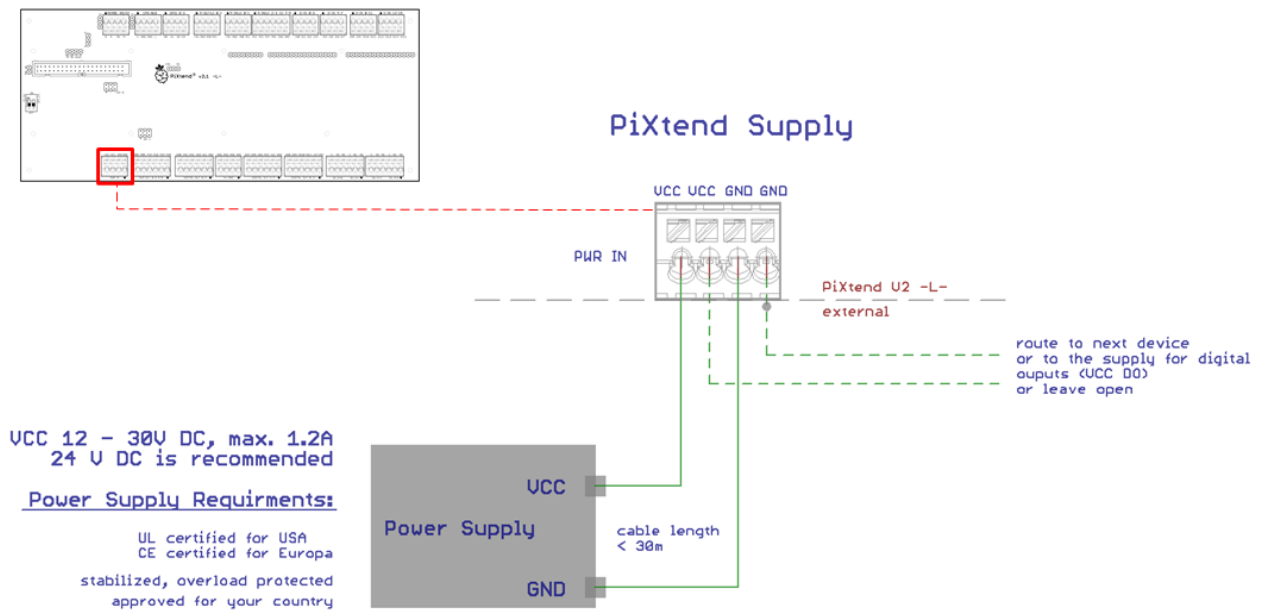 PiXtend® v2.1 -L-
PiXtend Supply
VCC VCC GND GND
PWR IN
PiXtend V2 -L-
external
route to next device
or to the supply for digital
ouputs (VCC DO)
or leave open
VCC 12 - 30V DC, max. 1.2A
24 V DC is recommended
Power Supply Requirments:
UL certified for USA
CE certified for Europa
stabilized, overload protected
approved for your country
VCC
Power Supply
GND
cable length
< 30m